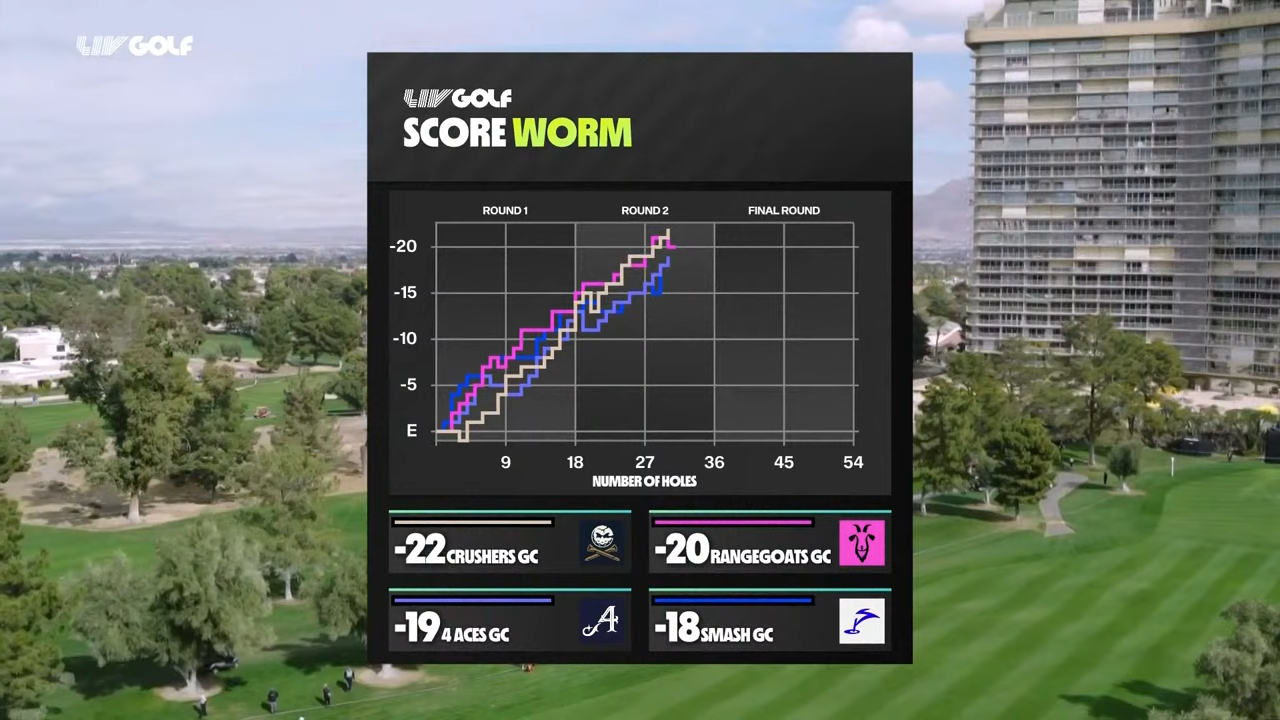 LIV GOLF
LIV GOLF
SCORE WORM
ROUND 1 ROUND 2 FINAL ROUND
-20
-15
-10
-5
E
9 18 27 36 45 54
NUMBER OF HOLES
-22 CRUSHERS GC
-20 RANGEGOATS GC
-19 4 ACES GC
A
-18 SMASH GC